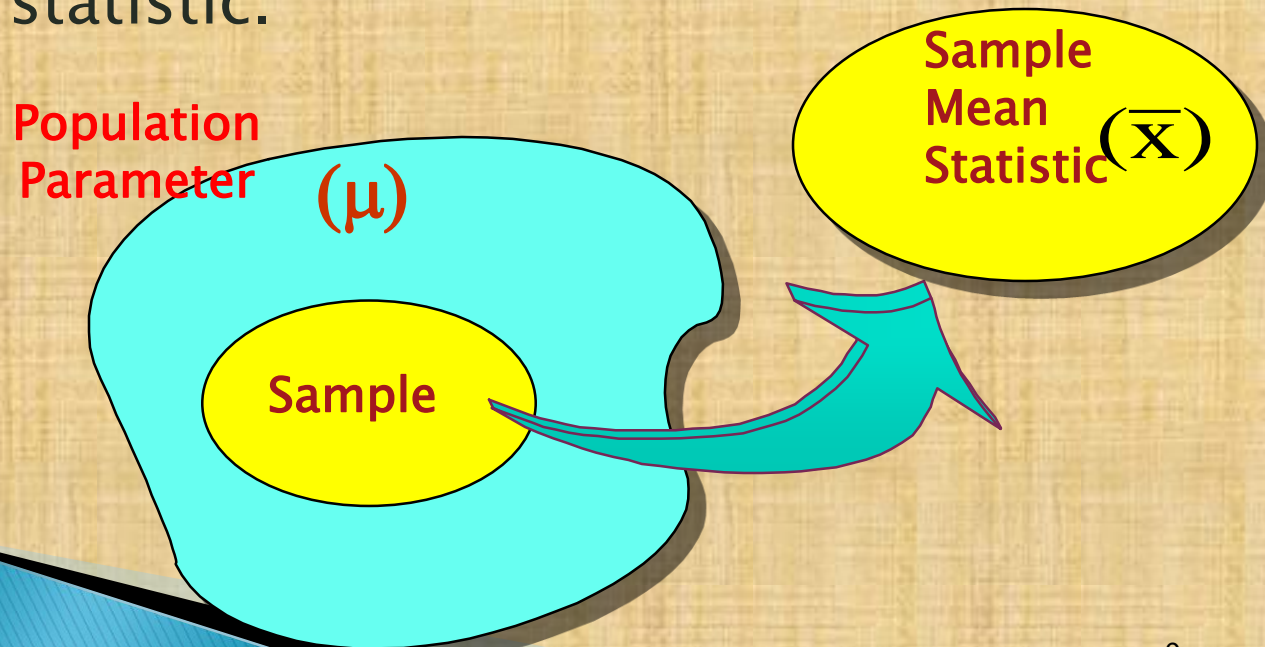 statistic.
Population
Parameter
(μ)
Sample
Mean
Statistic (x̄)
Sample